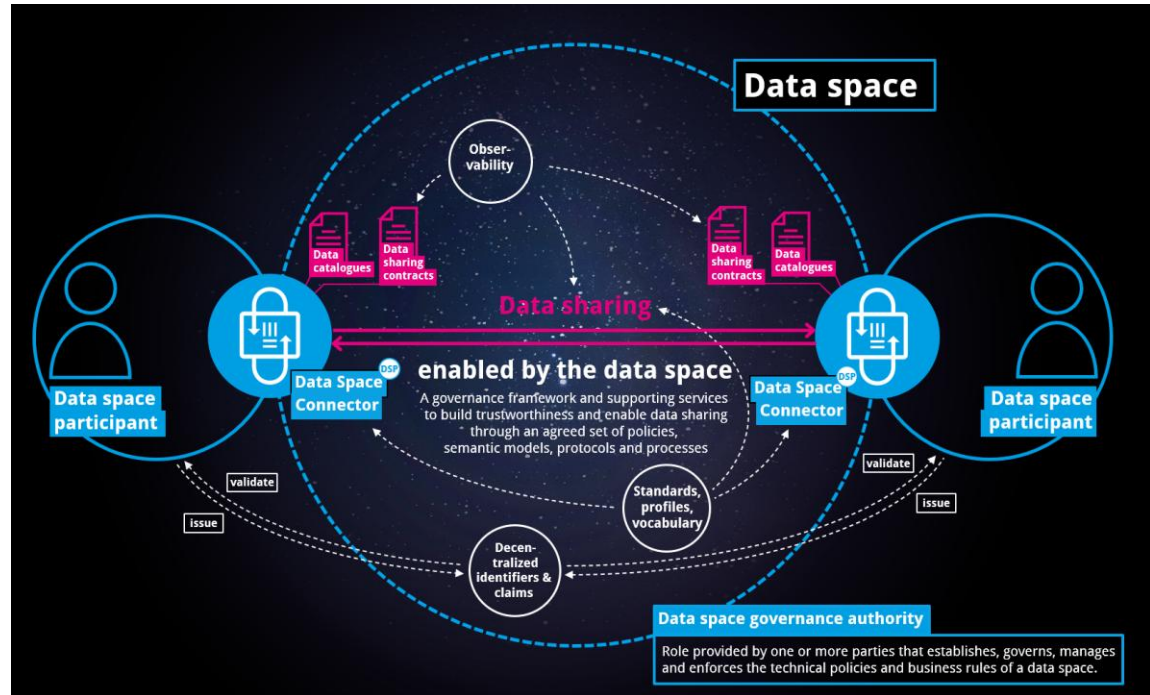 Data space
Obser-
vability
Data
catalogues
Data
sharing
contracts
Data
sharing
contracts
Data
catalogues
Data sharing
DSP
Data Space
Connector
enabled by the data space
A governance framework and supporting services
to build trustworthiness and enable data sharing
through an agreed set of policies,
semantic models, protocols and processes
DSP
Data Space
Connector
Data space
participant
Data space
participant
validate
issue
Standards,
profiles,
vocabulary
validate
issue
Decen-
tralized
identifiers &
claims
Data space governance authority
Role provided by one or more parties that establishes, governs, manages
and enforces the technical policies and business rules of a data space.